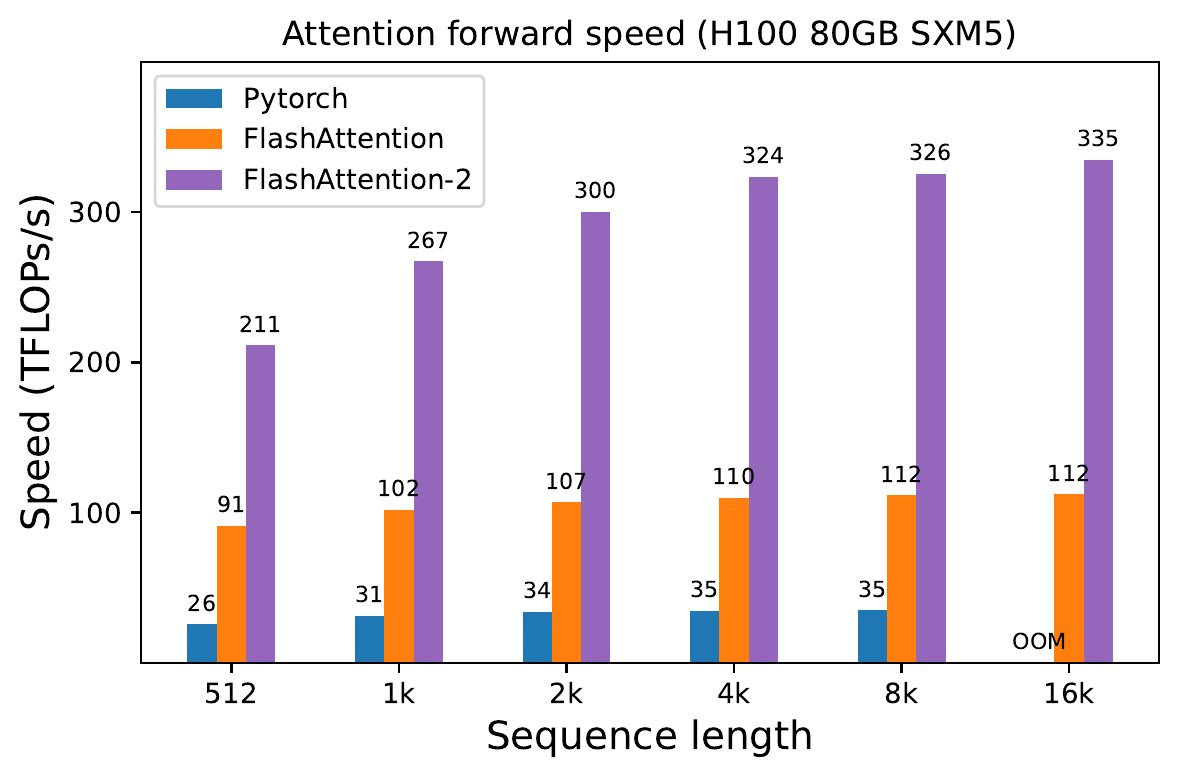 Attention forward speed (H100 80GB SXM5)
Pytorch
FlashAttention
FlashAttention-2
Speed (TFLOPs/s)
300
200
100
26
91
211
31
102
267
34
107
300
35
110
324
35
112
326
OOM
112
335
512
1k
2k
4k
8k
16k
Sequence length